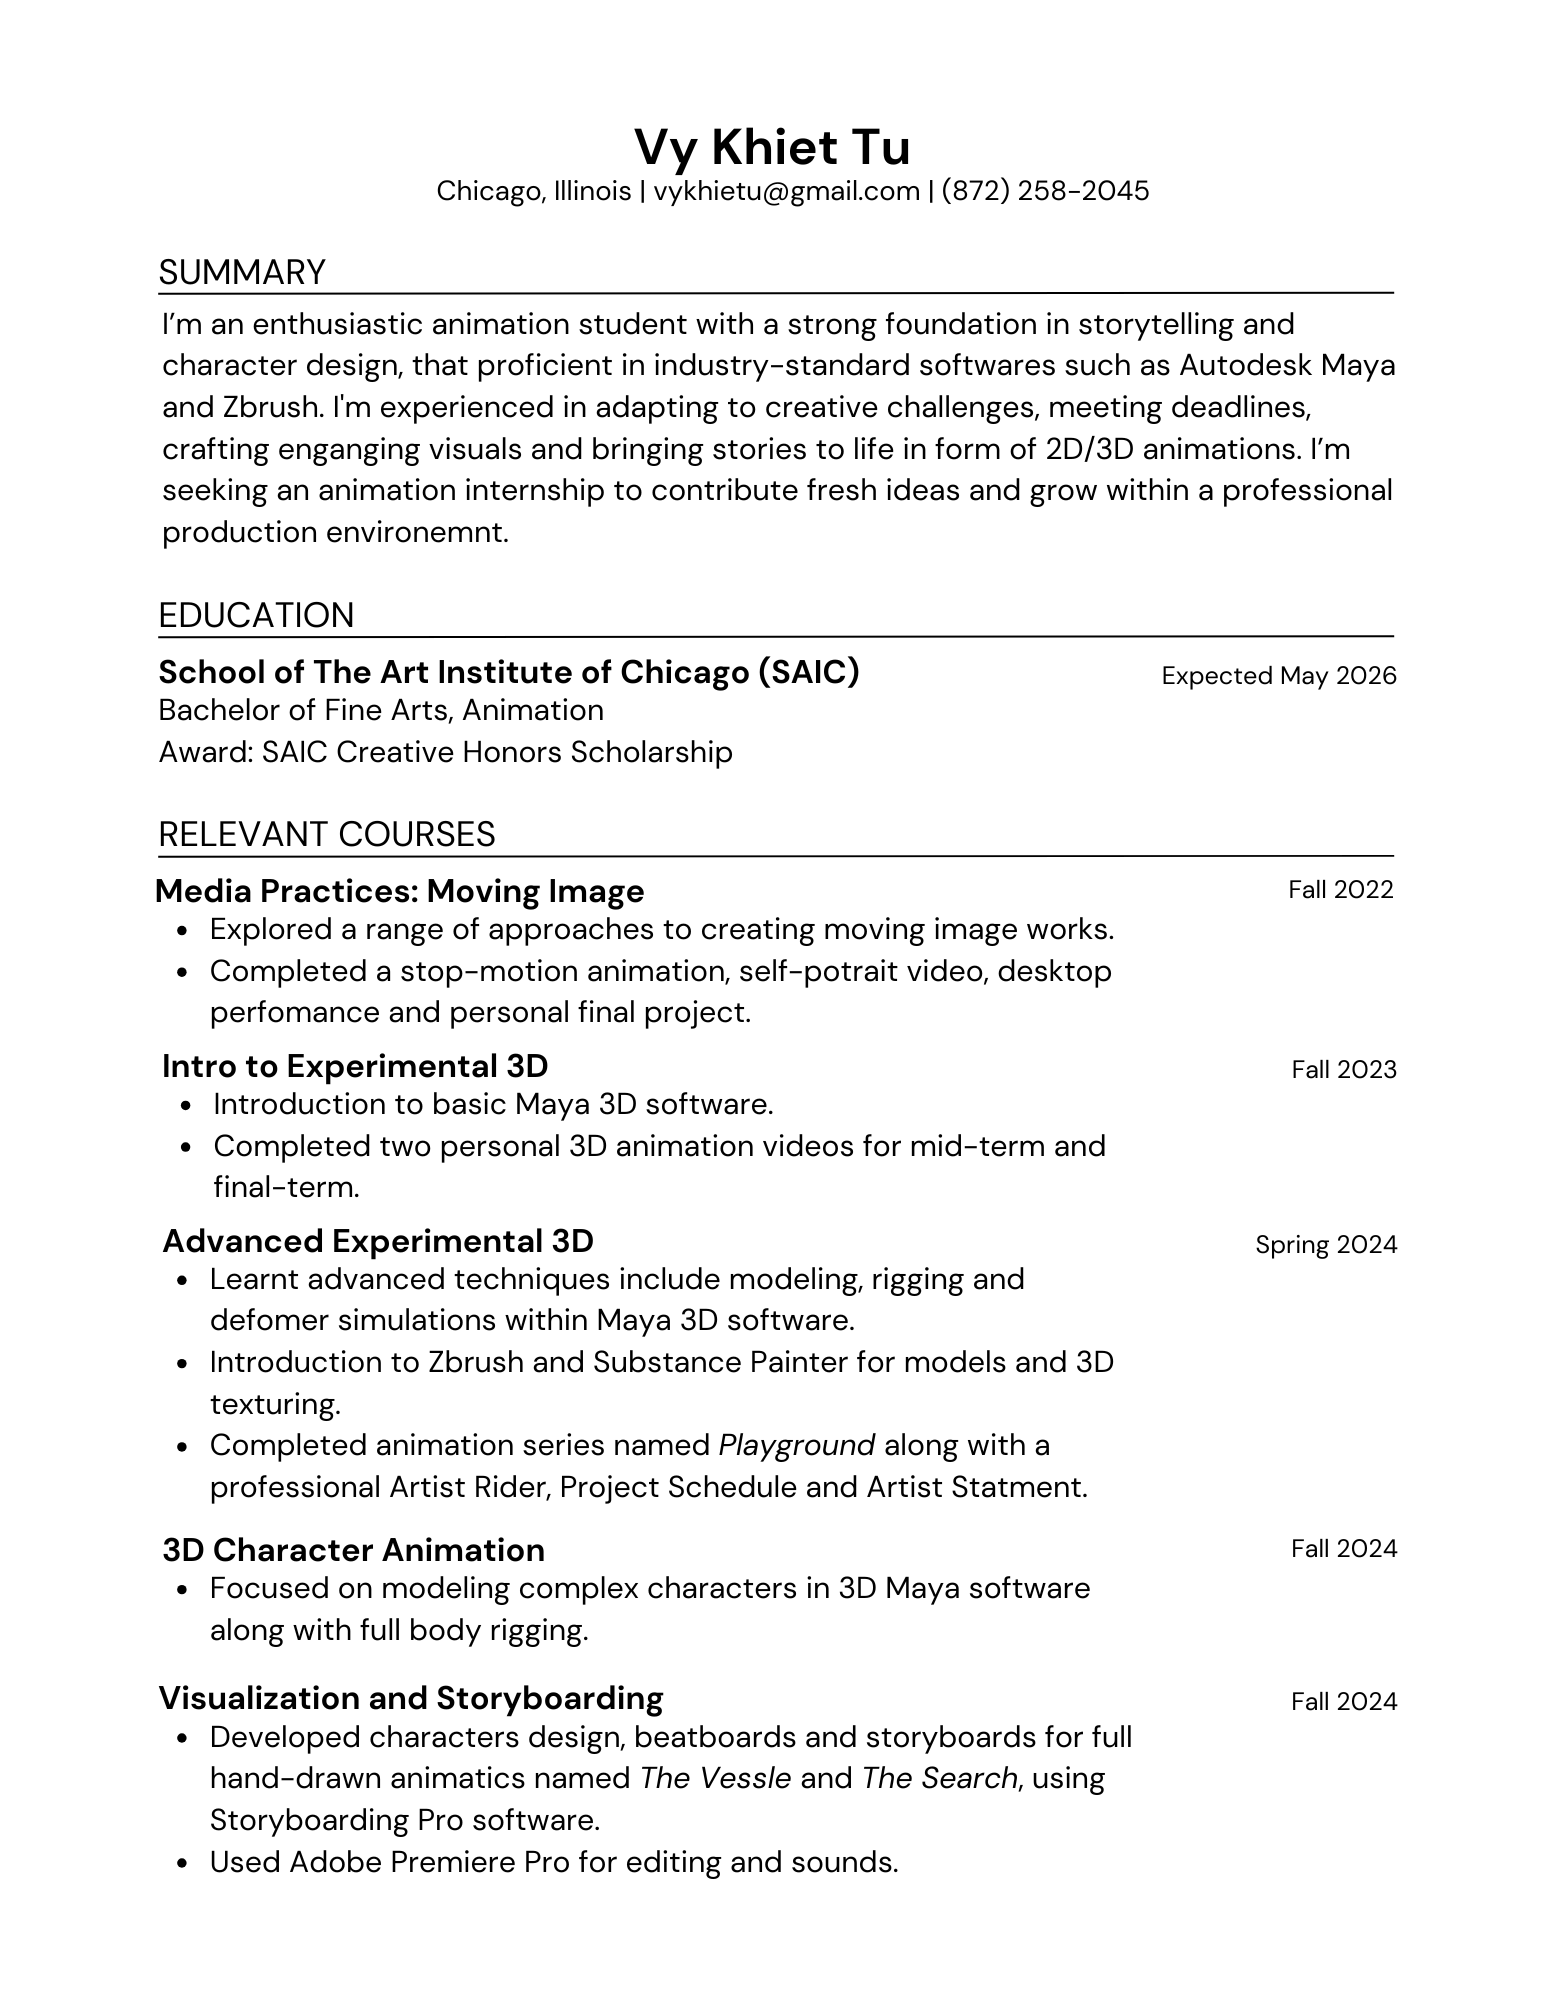 Vy Khiet Tu
Chicago, Illinois | vykhietu@gmail.com | (872) 258-2045
SUMMARY
I’m an enthusiastic animation student with a strong foundation in storytelling and
character design, that proficient in industry-standard softwares such as Autodesk Maya
and Zbrush. I'm experienced in adapting to creative challenges, meeting deadlines,
crafting enganging visuals and bringing stories to life in form of 2D/3D animations. I’m
seeking an animation internship to contribute fresh ideas and grow within a professional
production environemnt.
EDUCATION
School of The Art Institute of Chicago (SAIC) Expected May 2026
Bachelor of Fine Arts, Animation
Award: SAIC Creative Honors Scholarship
RELEVANT COURSES
Media Practices: Moving Image Fall 2022
• Explored a range of approaches to creating moving image works.
• Completed a stop-motion animation, self-potrait video, desktop
perfomance and personal final project.
Intro to Experimental 3D Fall 2023
• Introduction to basic Maya 3D software.
• Completed two personal 3D animation videos for mid-term and
final-term.
Advanced Experimental 3D Spring 2024
• Learnt advanced techniques include modeling, rigging and
defomer simulations within Maya 3D software.
• Introduction to Zbrush and Substance Painter for models and 3D
texturing.
• Completed animation series named Playground along with a
professional Artist Rider, Project Schedule and Artist Statment.
3D Character Animation Fall 2024
• Focused on modeling complex characters in 3D Maya software
along with full body rigging.
Visualization and Storyboarding Fall 2024
• Developed characters design, beatboards and storyboards for full
hand-drawn animatics named The Vessle and The Search, using
Storyboarding Pro software.
• Used Adobe Premiere Pro for editing and sounds.